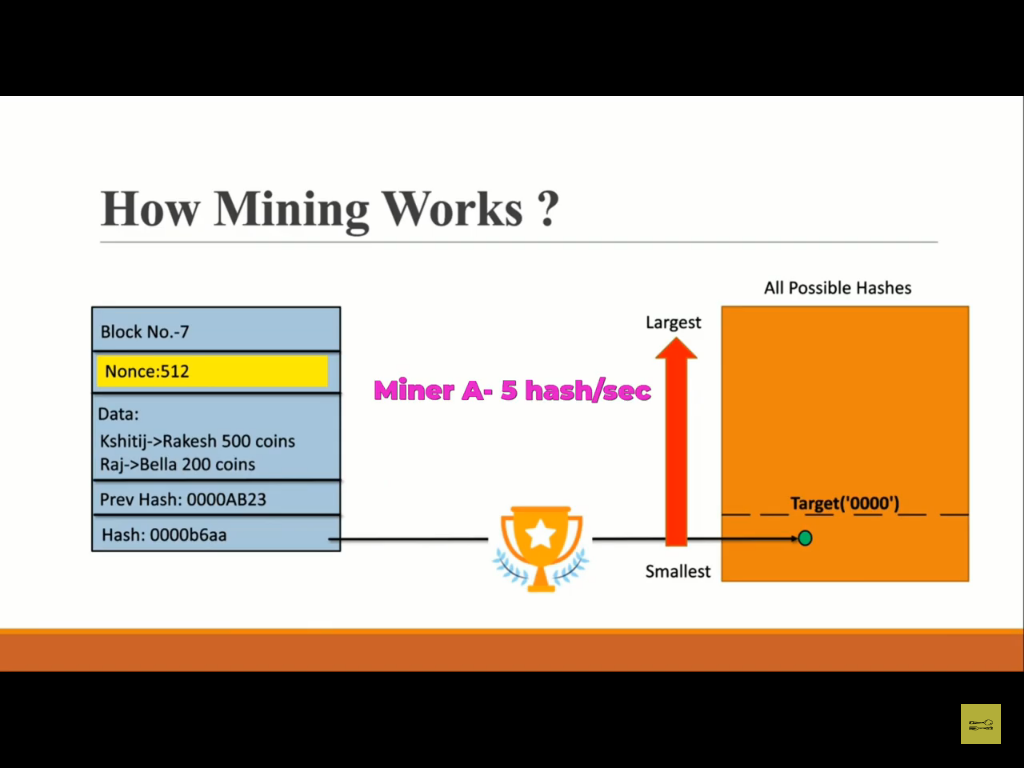 How Mining Works ?
Block No.-7
Nonce:512
Data:
Kshitij->Rakesh 500 coins
Raj->Bella 200 coins
Prev Hash: 0000AB23
Hash: 0000b6aa
Miner A- 5 hash/sec
Largest
Smallest
All Possible Hashes
Target('0000')